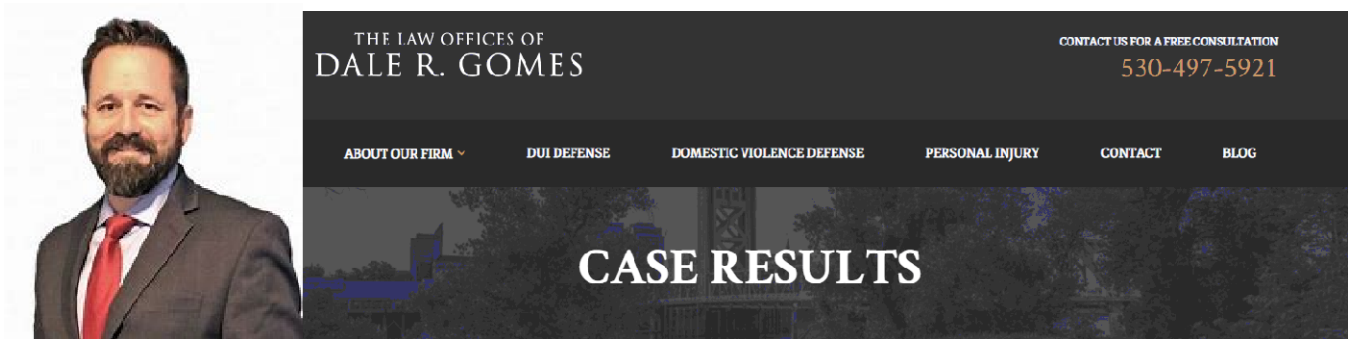 THE LAW OFFICES OF
DALE R. GOMES
CONTACT US FOR A FREE CONSULTATION
530-497-5921
ABOUT OUR FIRM
DUI DEFENSE
DOMESTIC VIOLENCE DEFENSE
PERSONAL INJURY
CONTACT
BLOG
CASE RESULTS